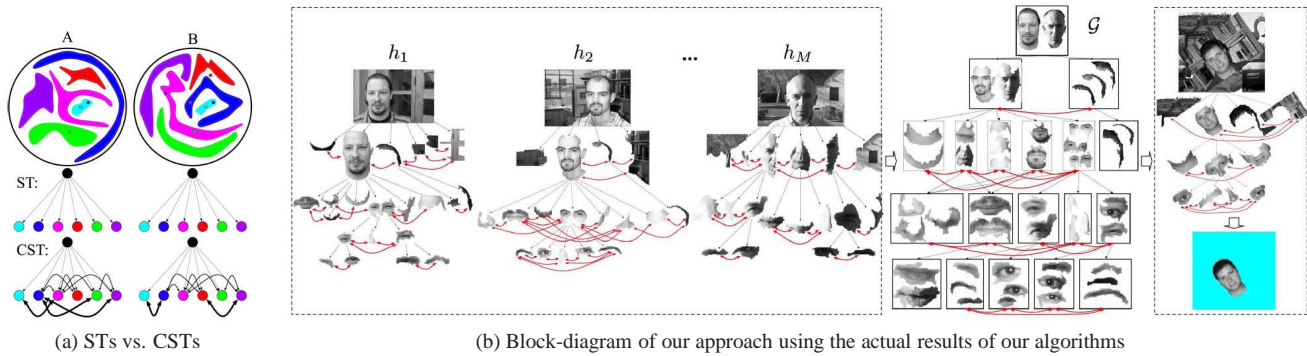 A B
ST:
CST:
(a) STs vs. CSTs
h₁ h₂ ... h_M
𝒢
(b) Block-diagram of our approach using the actual results of our algorithms